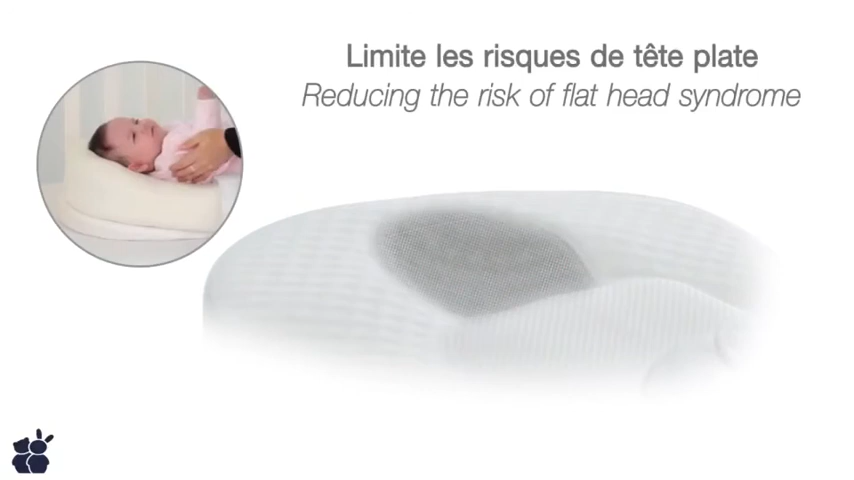 Limite les risques de tête plate
Reducing the risk of flat head syndrome